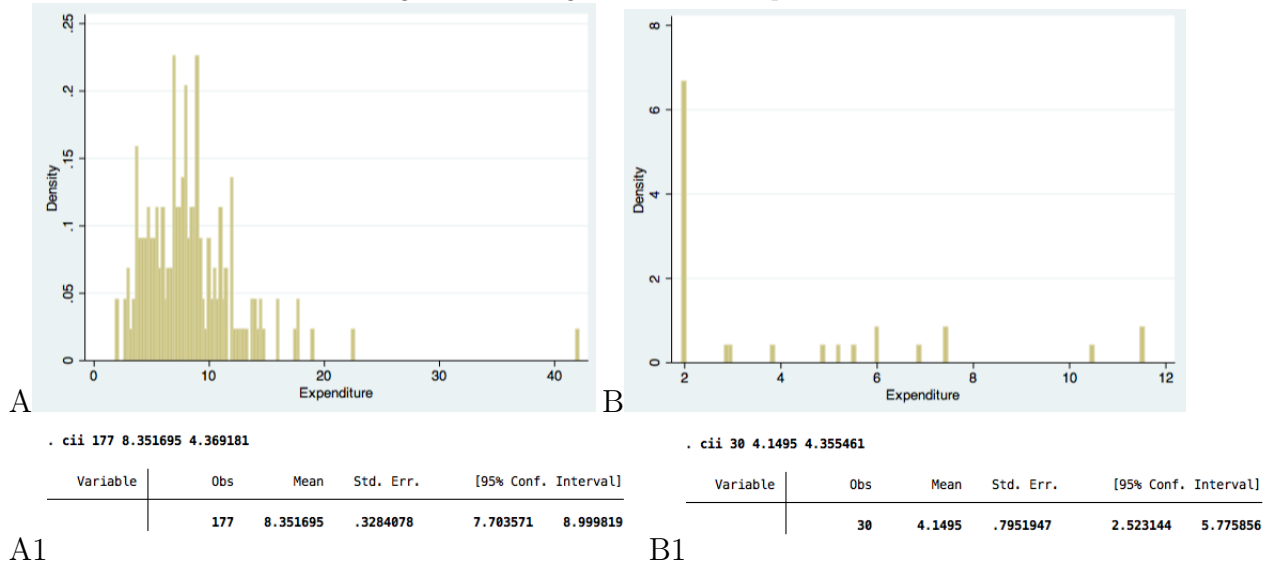 .25
.2
.15
.1
.05
0
Density
0 10 20 30 40
Expenditure
A
8
6
4
2
0
Density
2 4 6 8 10 12
Expenditure
B
. cii 177 8.351695 4.369181
Variable Obs Mean Std. Err. [95% Conf. Interval]
177 8.351695 .3284078 7.703571 8.999819
A1
. cii 30 4.1495 4.355461
Variable Obs Mean Std. Err. [95% Conf. Interval]
30 4.1495 .7951947 2.523144 5.775856
B1